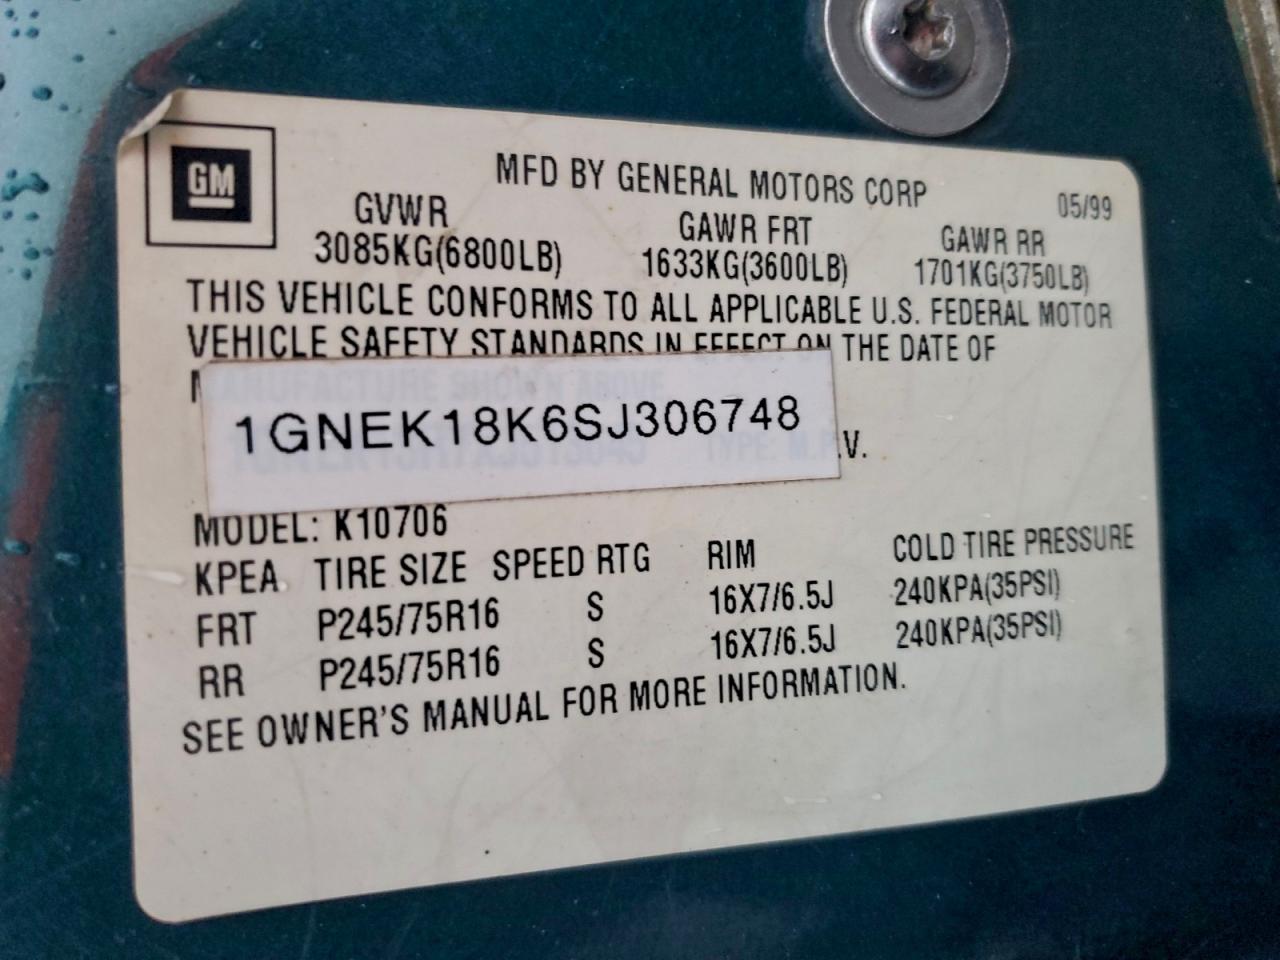 GM
MFD BY GENERAL MOTORS CORP
05/99
GVWR GAWR FRT GAWR RR
3085KG(6800LB) 1633KG(3600LB) 1701KG(3750LB)
THIS VEHICLE CONFORMS TO ALL APPLICABLE U.S. FEDERAL MOTOR
VEHICLE SAFETY STANDARDS IN EFFECT ON THE DATE OF
MANUFACTURE SHOWN ABOVE
1GNEK18K6SJ306748
TYPE: M.P.V.
MODEL: K10706
KPEA TIRE SIZE SPEED RTG RIM COLD TIRE PRESSURE
FRT P245/75R16 S 16X7/6.5J 240KPA(35PSI)
RR P245/75R16 S 16X7/6.5J 240KPA(35PSI)
SEE OWNER'S MANUAL FOR MORE INFORMATION.